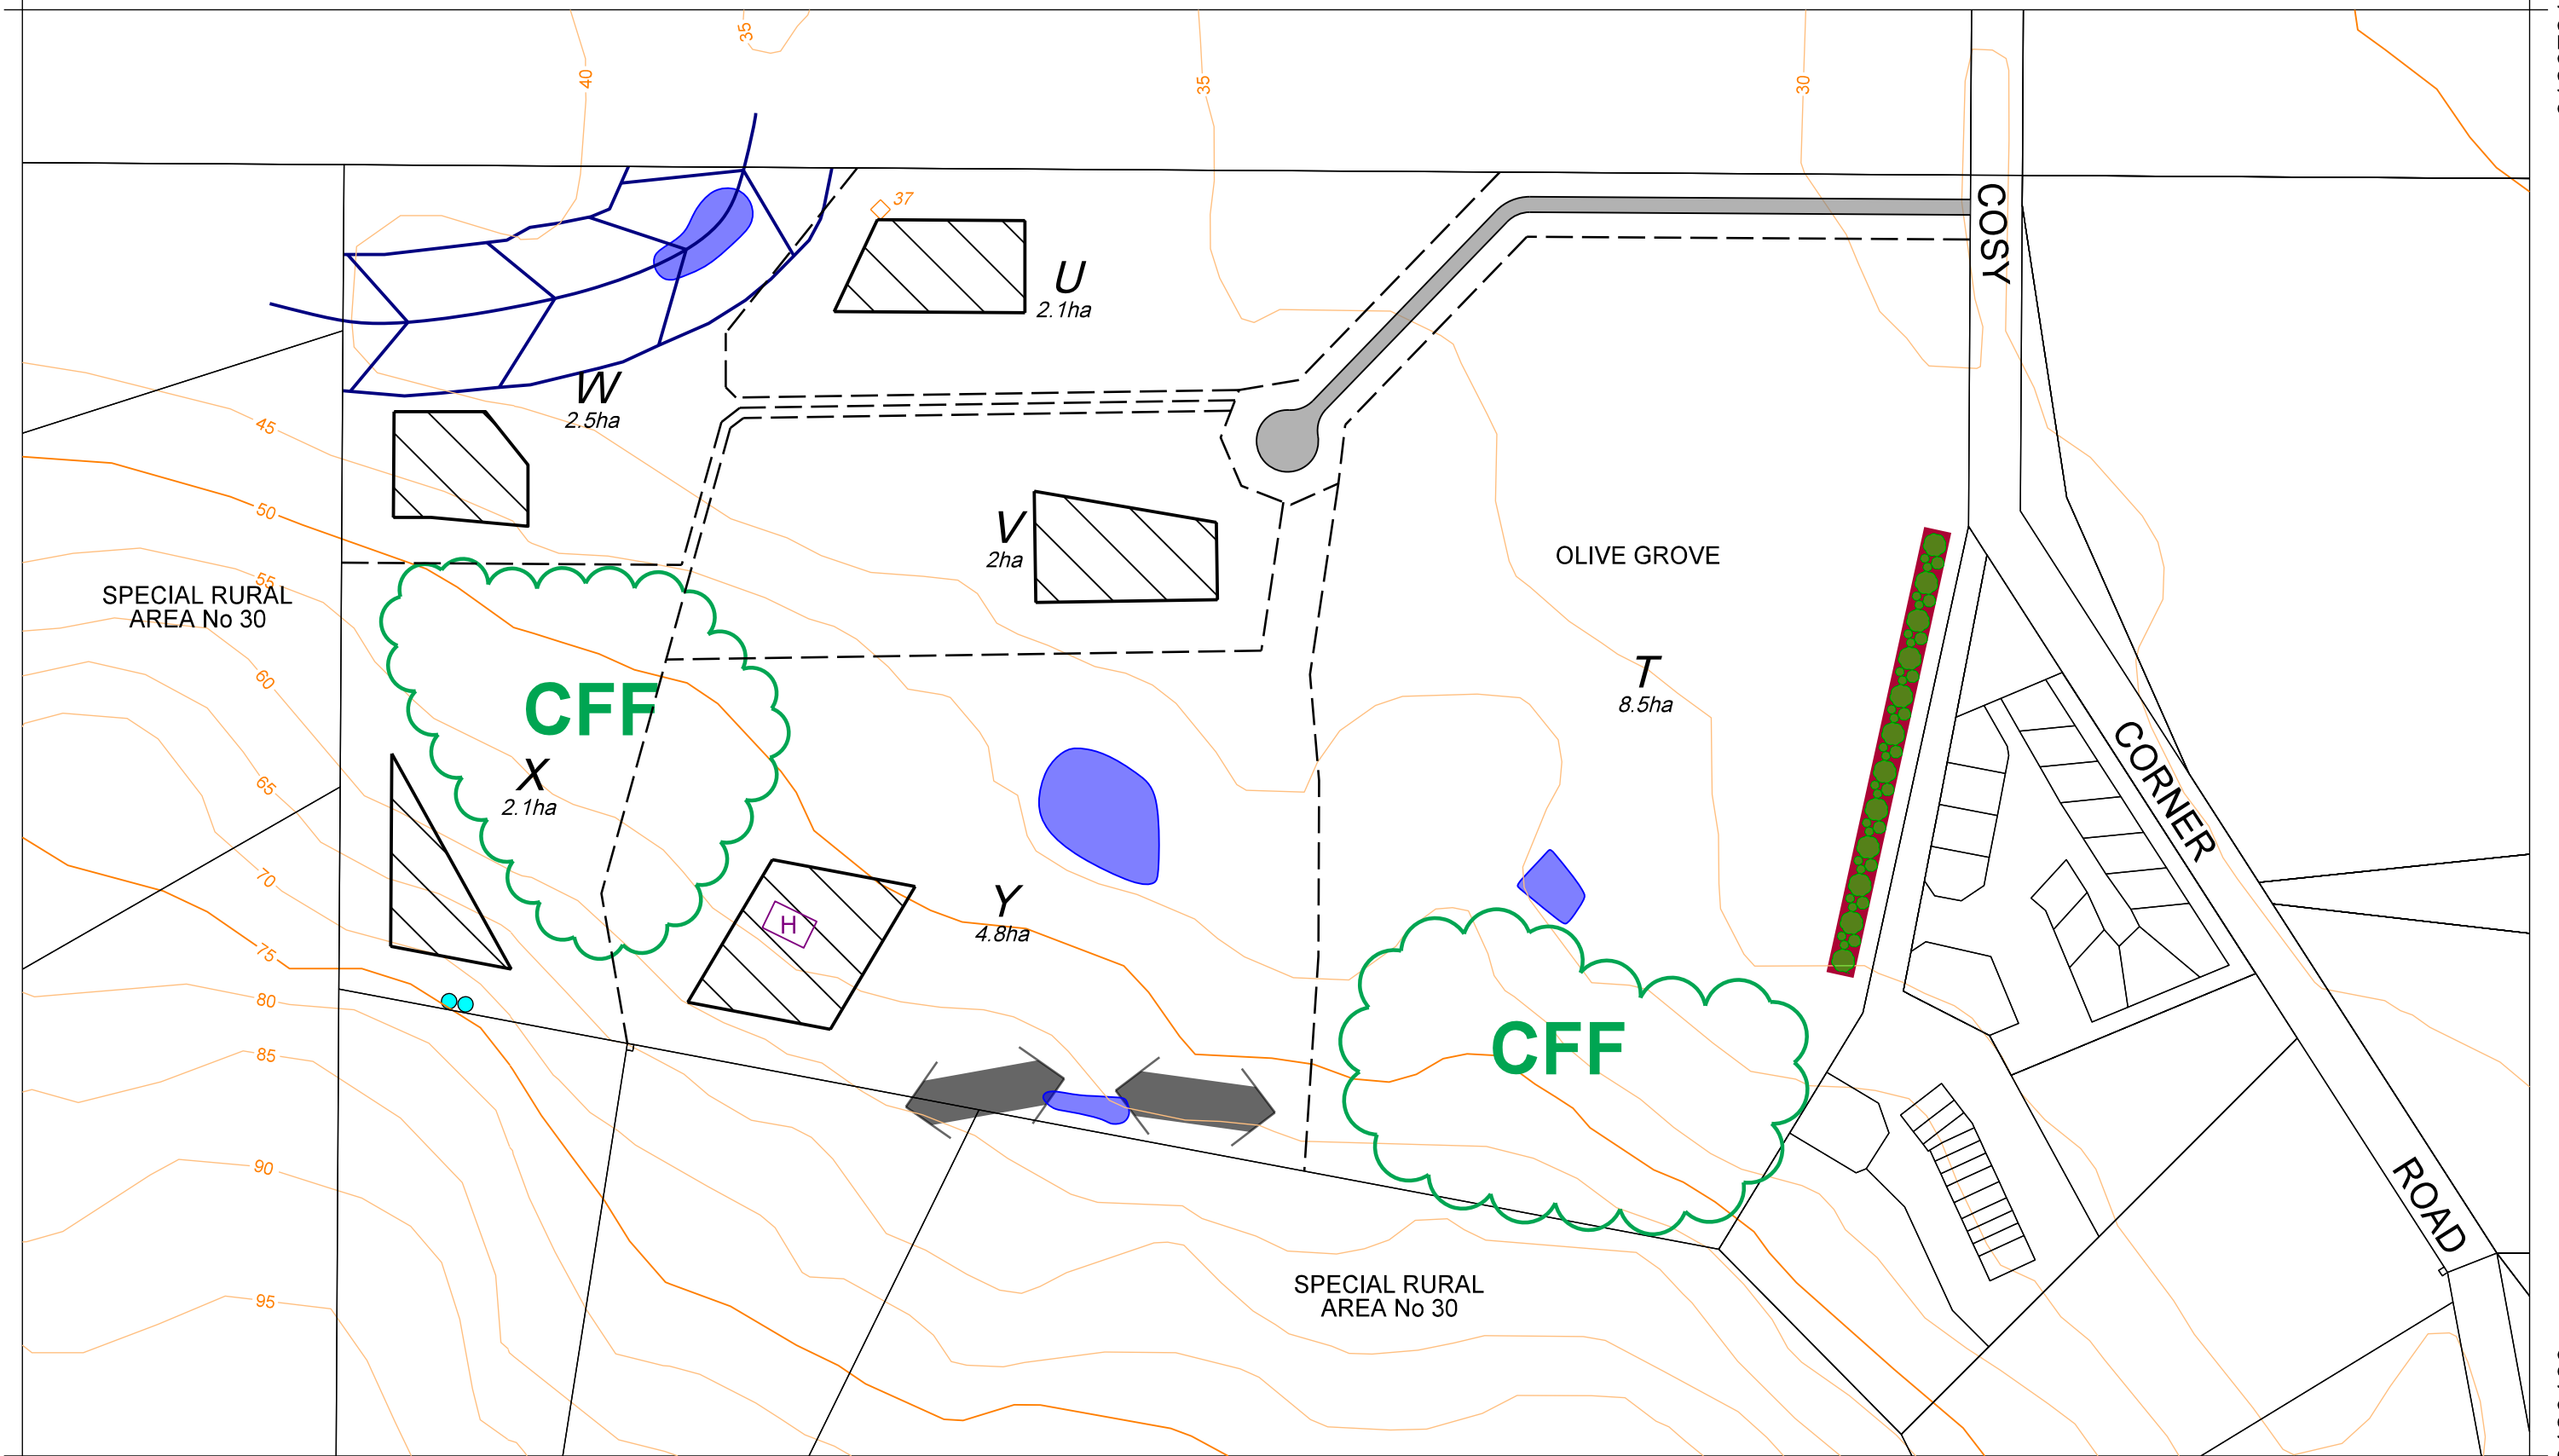 35
40
35
30
COSY
37
U
2.1ha
W
2.5ha
45
50
V
2ha
OLIVE GROVE
55
SPECIAL RURAL
AREA No 30
60
T
8.5ha
CFF
CORNER
X
2.1ha
65
70
Y
4.8ha
H
75
80
CFF
85
90
ROAD
SPECIAL RURAL
AREA No 30
95